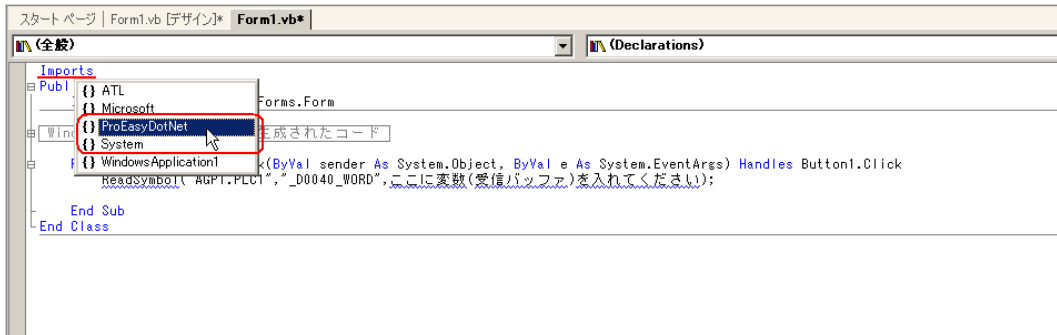 スタート ページ | Form1.vb [デザイン]* Form1.vb*
(全般) (Declarations)
Imports
Publ
{} ATL
{} Microsoft
Forms.Form
{} ProEasyDotNet
Wind 生成されたコード
{} System
{} WindowsApplication1
k(ByVal sender As System.Object, ByVal e As System.EventArgs) Handles Button1.Click
ReadSymbol("AGP1.PLC1","_D0040_WORD",ここに変数(受信バッファ)を入れてください);
End Sub
End Class